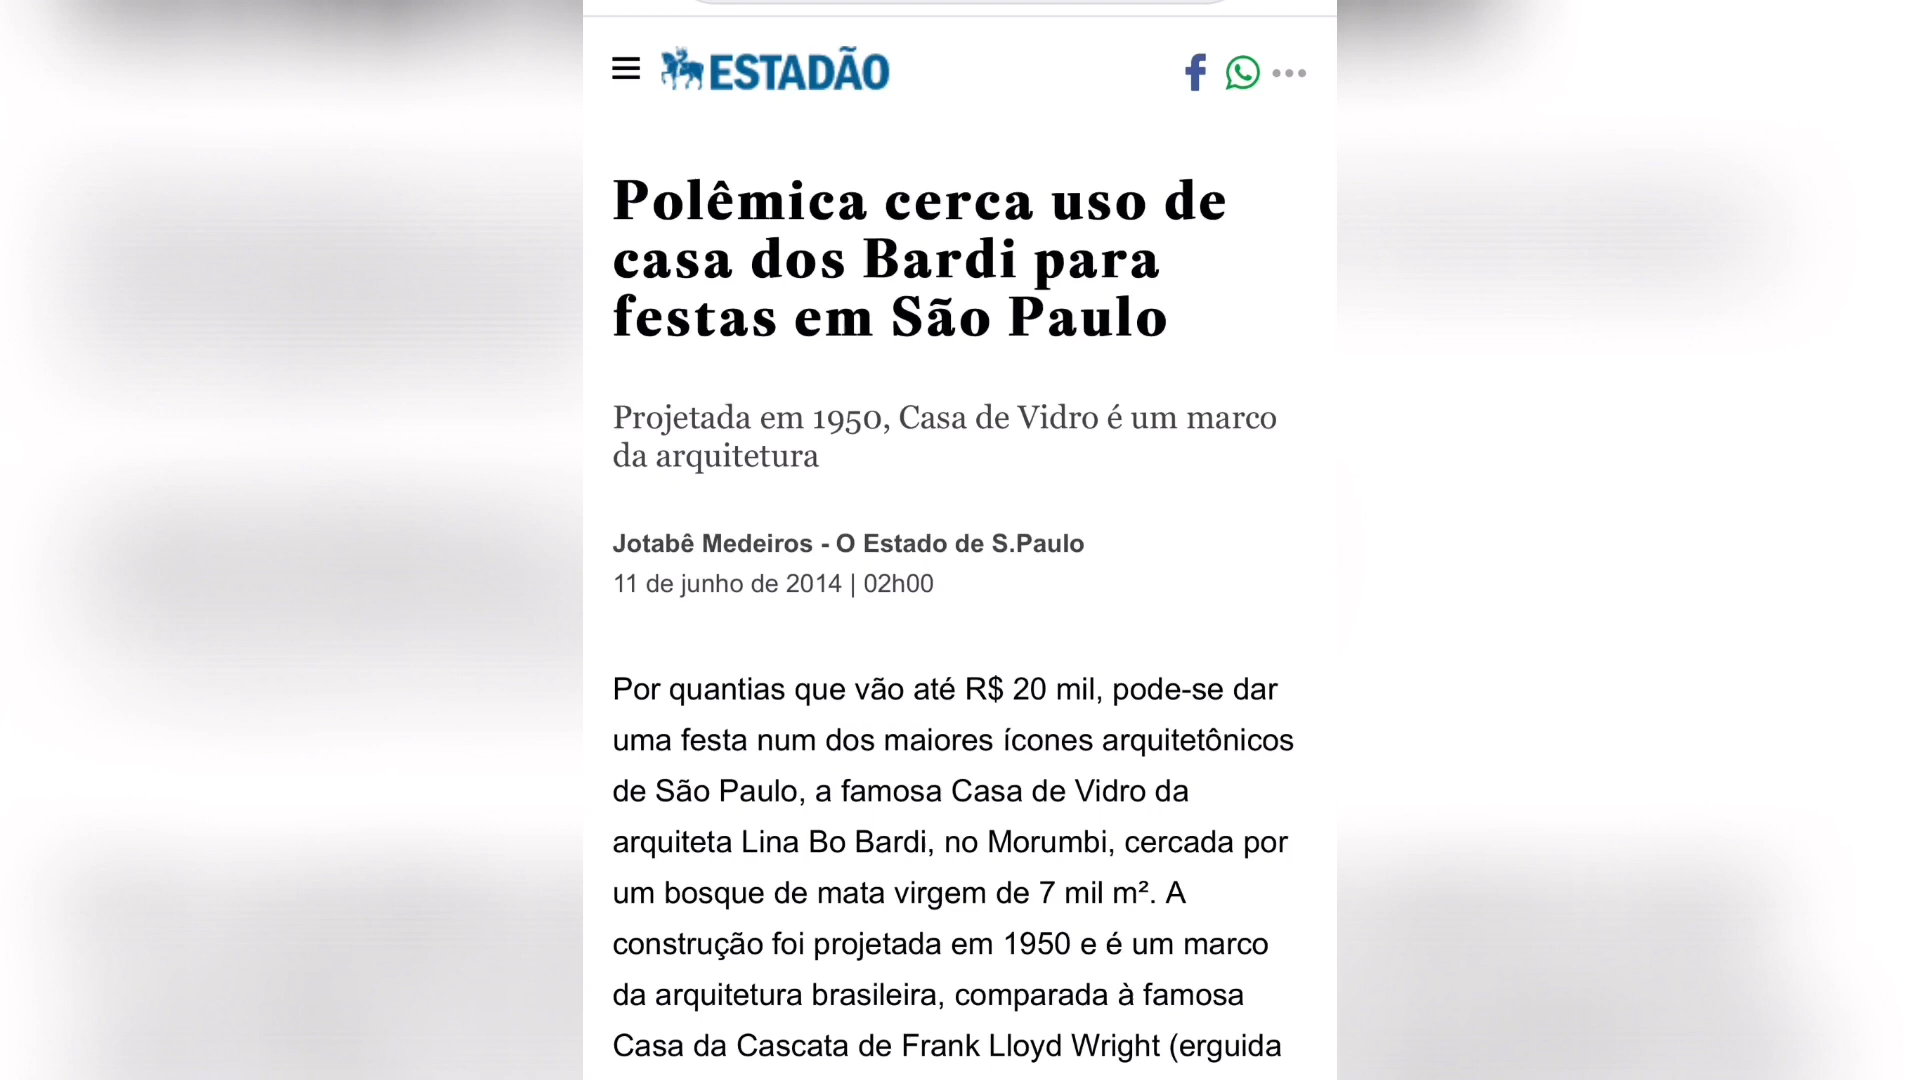 ESTADÃO
Polêmica cerca uso de
casa dos Bardi para
festas em São Paulo
Projetada em 1950, Casa de Vidro é um marco
da arquitetura
Jotabê Medeiros - O Estado de S.Paulo
11 de junho de 2014 | 02h00
Por quantias que vão até R$ 20 mil, pode-se dar
uma festa num dos maiores ícones arquitetônicos
de São Paulo, a famosa Casa de Vidro da
arquiteta Lina Bo Bardi, no Morumbi, cercada por
um bosque de mata virgem de 7 mil m². A
construção foi projetada em 1950 e é um marco
da arquitetura brasileira, comparada à famosa
Casa da Cascata de Frank Lloyd Wright (erguida